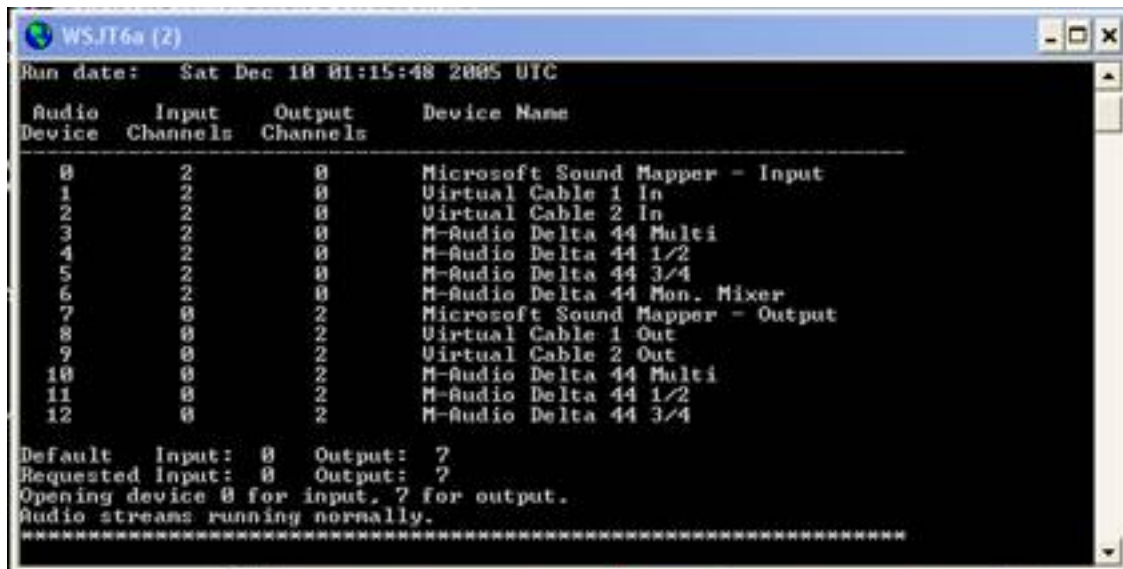 WSJT6a (2)
Run date: Sat Dec 10 01:15:48 2005 UTC
Audio Input Output Device Name
Device Channels Channels
--------------------------------------------------------------------
0 2 0 Microsoft Sound Mapper - Input
1 2 0 Virtual Cable 1 In
2 2 0 Virtual Cable 2 In
3 2 0 M-Audio Delta 44 Multi
4 2 0 M-Audio Delta 44 1/2
5 2 0 M-Audio Delta 44 3/4
6 2 0 M-Audio Delta 44 Mon. Mixer
7 0 2 Microsoft Sound Mapper - Output
8 0 2 Virtual Cable 1 Out
9 0 2 Virtual Cable 2 Out
10 0 2 M-Audio Delta 44 Multi
11 0 2 M-Audio Delta 44 1/2
12 0 2 M-Audio Delta 44 3/4
Default Input: 0 Output: 7
Requested Input: 0 Output: 7
Opening device 0 for input, 7 for output.
Audio streams running normally.
********************************************************************